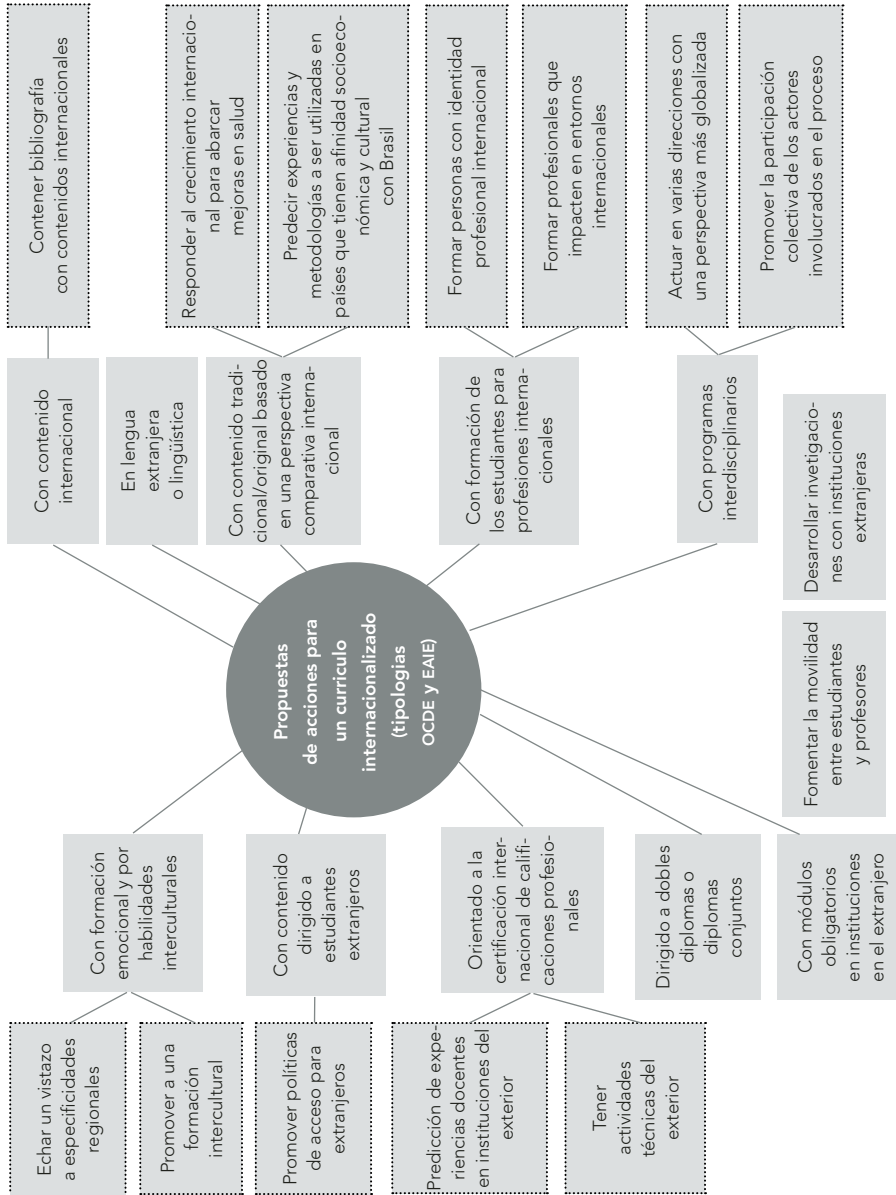 Propuestas
de acciones para
un curriculo
internacionalizado
(tipologias
OCDE y EAIE)
Con formación
emocional y por
habilidades
interculturales
Echar un vistazo
a especificidades
regionales
Promover a una
formación
intercultural
Con contenido
dirigido a
estudiantes
extranjeros
Promover políticas
de acceso para
extranjeros
Orientado a la
certificación inter-
nacional de califi-
caciones profesio-
nales
Predicción de expe-
riencias docentes
en instituciones del
exterior
Tener
actividades
técnicas del
exterior
Dirigido a dobles
diplomas o
diplomas
conjuntos
Con módulos
obligatorios
en instituciones
en el extranjero
Fomentar la movilidad
entre estudiantes
y profesores
Desarrollar invetigacio-
nes con instituciones
extranjeras
Con contenido
internacional
Contener bibliografía
con contenidos internacionales
En lengua
extranjera
o lingüística
Con contenido tradi-
cional/original basado
en una perspectiva
comparativa interna-
cional
Responder al crecimiento internacio-
nal para abarcar
mejoras en salud
Predecir experiencias y
metodologías a ser utilizadas en
países que tienen afinidad socioeco-
nómica y cultural
con Brasil
Con formación de
los estudiantes para
profesiones interna-
cionales
Formar personas con identidad
profesional internacional
Formar profesionales que
impacten en entornos
internacionales
Con programas
interdisciplinarios
Actuar en varias direcciones con
una perspectiva más globalizada
Promover la participación
colectiva de los actores
involucrados en el proceso